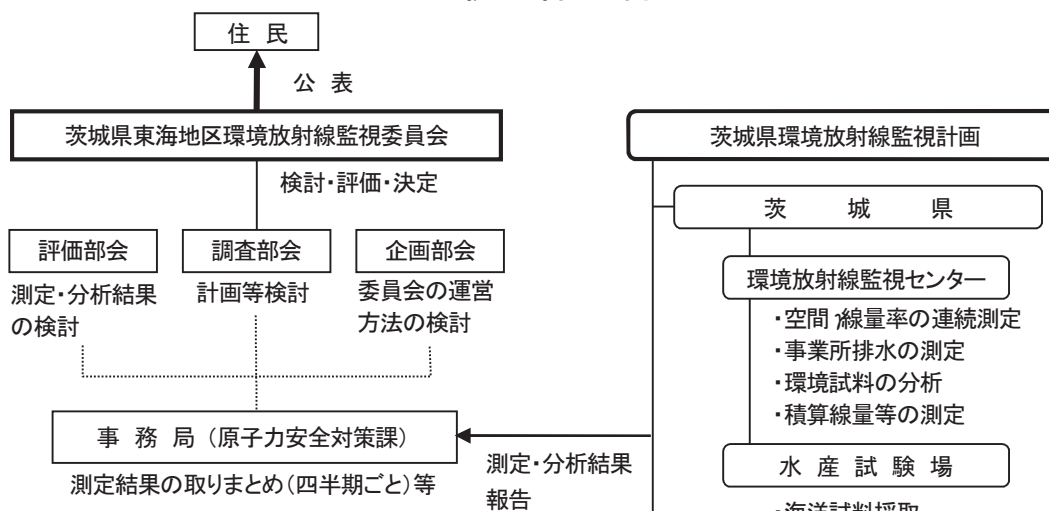 住 民
公 表
茨城県東海地区環境放射線監視委員会
検討・評価・決定
評価部会
測定・分析結果
の検討
調査部会
計画等検討
企画部会
委員会の運営
方法の検討
事 務 局 （原子力安全対策課）
測定結果の取りまとめ（四半期ごと）等
測定・分析結果
報告
茨城県環境放射線監視計画
茨 城 県
環境放射線監視センター
・空間γ線量率の連続測定
・事業所排水の測定
・環境試料の分析
・積算線量等の測定
水 産 試 験 場
・海洋試料採取